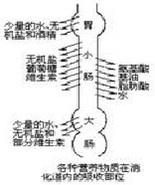 少量的水、无
机盐和酒精
胃
小
肠
无机盐
葡萄糖
维生素
氨基酸
甘油
脂肪酸
水
少量的水、
无机盐和
部分维生素
大
肠
各种营养物质在消
化道内的吸收部位